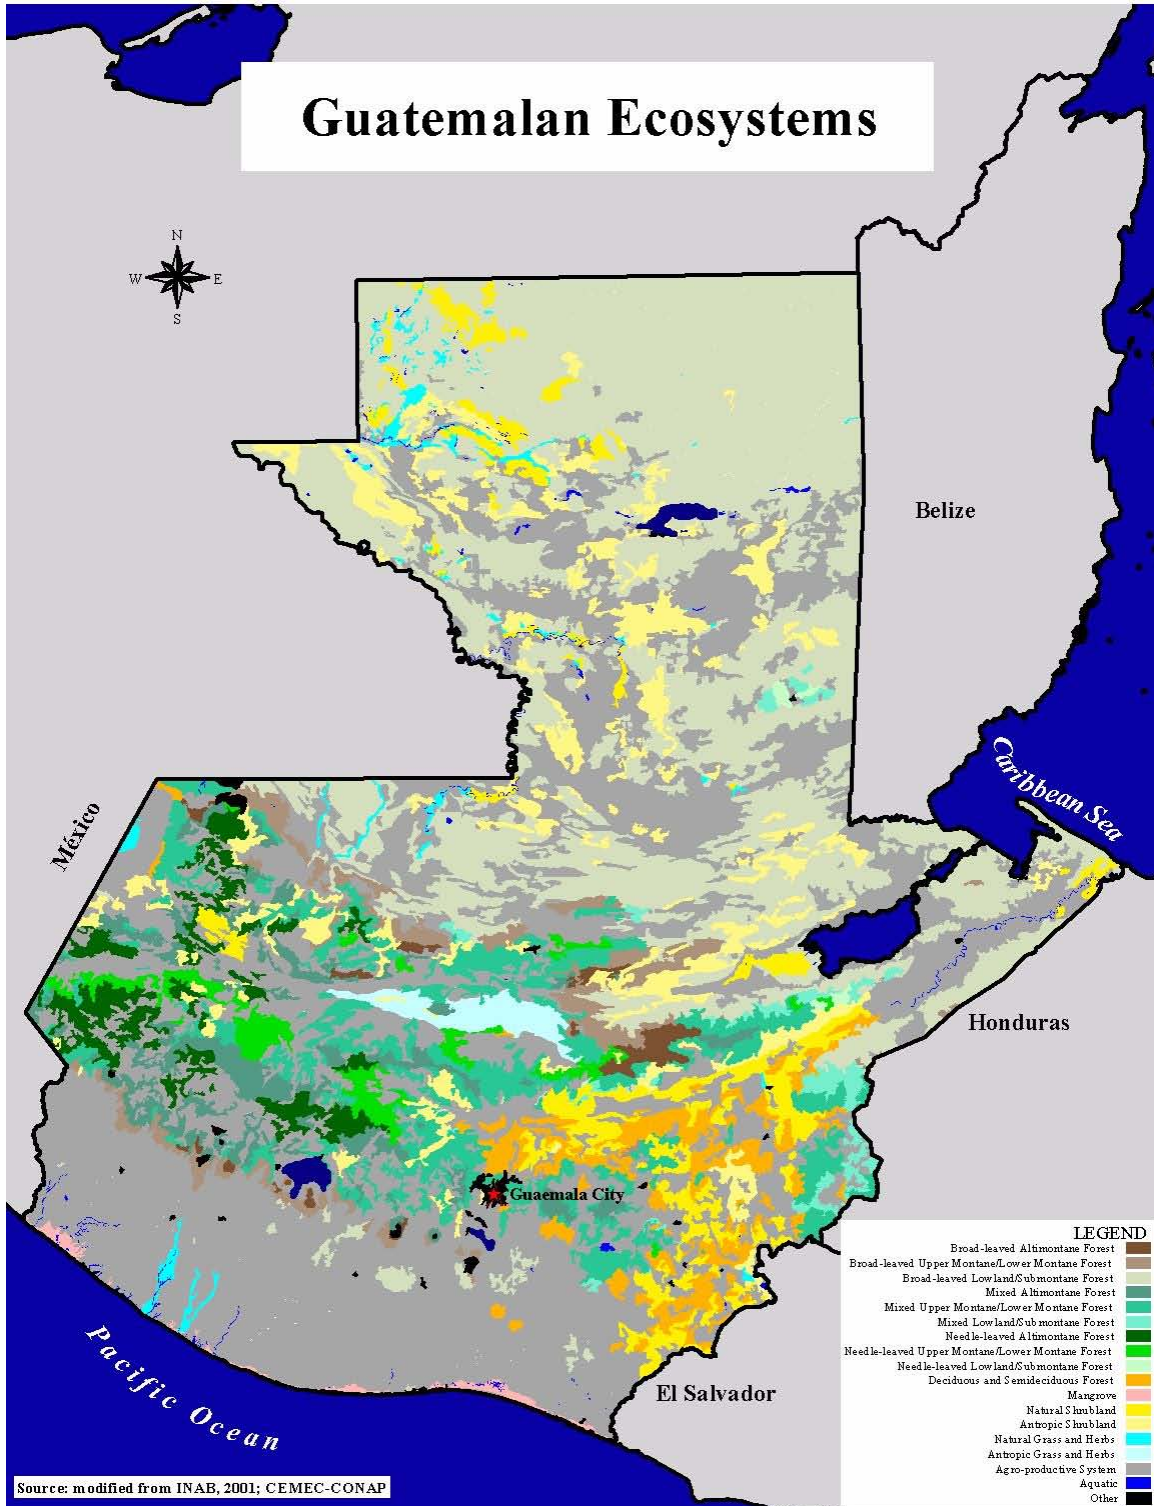 Guatemalan Ecosystems
N
W E
S
Belize
Caribbean Sea
México
Honduras
Guaemala City
El Salvador
Pacific Ocean
LEGEND
Broad-leaved Altimontane Forest
Broad-leaved Upper Montane/Lower Montane Forest
Broad-leaved Lowland/Submontane Forest
Mixed Altimontane Forest
Mixed Upper Montane/Lower Montane Forest
Mixed Lowland/Submontane Forest
Needle-leaved Altimontane Forest
Needle-leaved Upper Montane/Lower Montane Forest
Needle-leaved Lowland/Submontane Forest
Deciduous and Semideciduous Forest
Mangrove
Natural Shrubland
Antropic Shrubland
Natural Grass and Herbs
Antropic Grass and Herbs
Agro-productive System
Aquatic
Other
Source: modified from INAB, 2001; CEMEC-CONAP